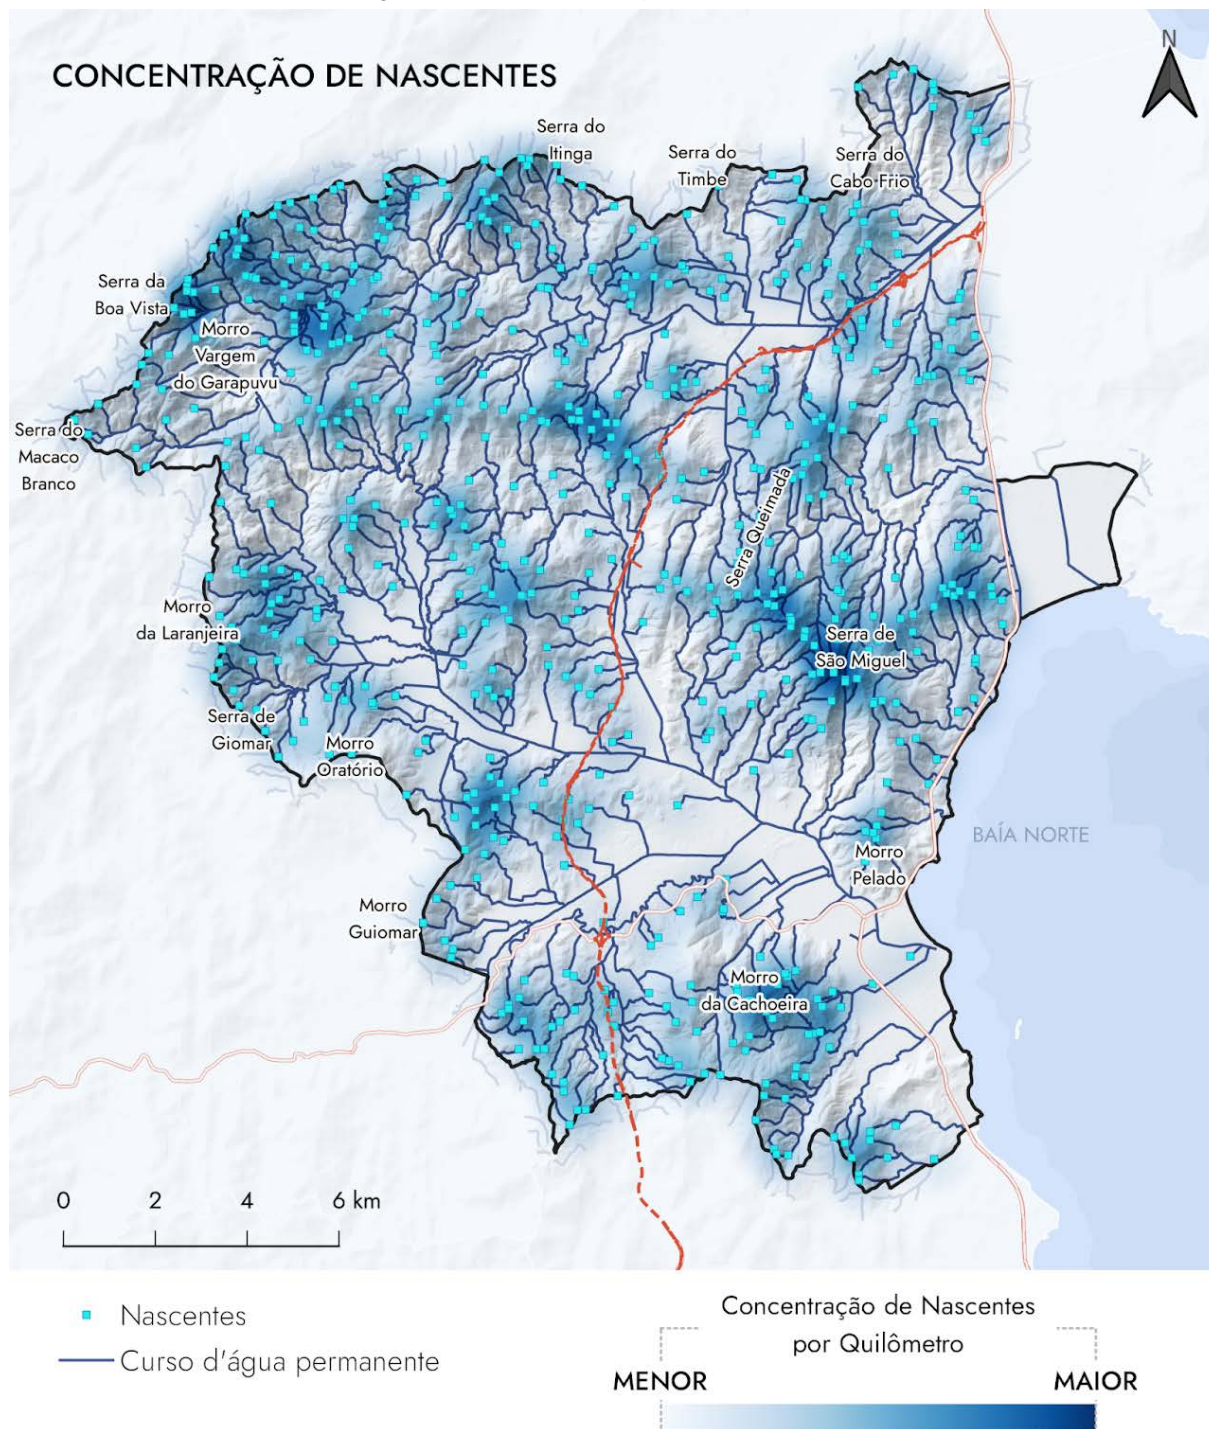 N
CONCENTRAÇÃO DE NASCENTES
Serra do
Itinga
Serra do
Timbe
Serra do
Cabo Frio
Serra da
Boa Vista
Morro
Vargem
do Garapuvu
Serra do
Macaco
Branco
Serra Queimada
Morro
da Laranjeira
Serra de
São Miguel
Serra de
Giomar
Morro
Oratório
BAÍA NORTE
Morro
Pelado
Morro
Guiomar
Morro
da Cachoeira
0 2 4 6 km
Nascentes
Curso d'água permanente
Concentração de Nascentes
por Quilômetro
MENOR MAIOR